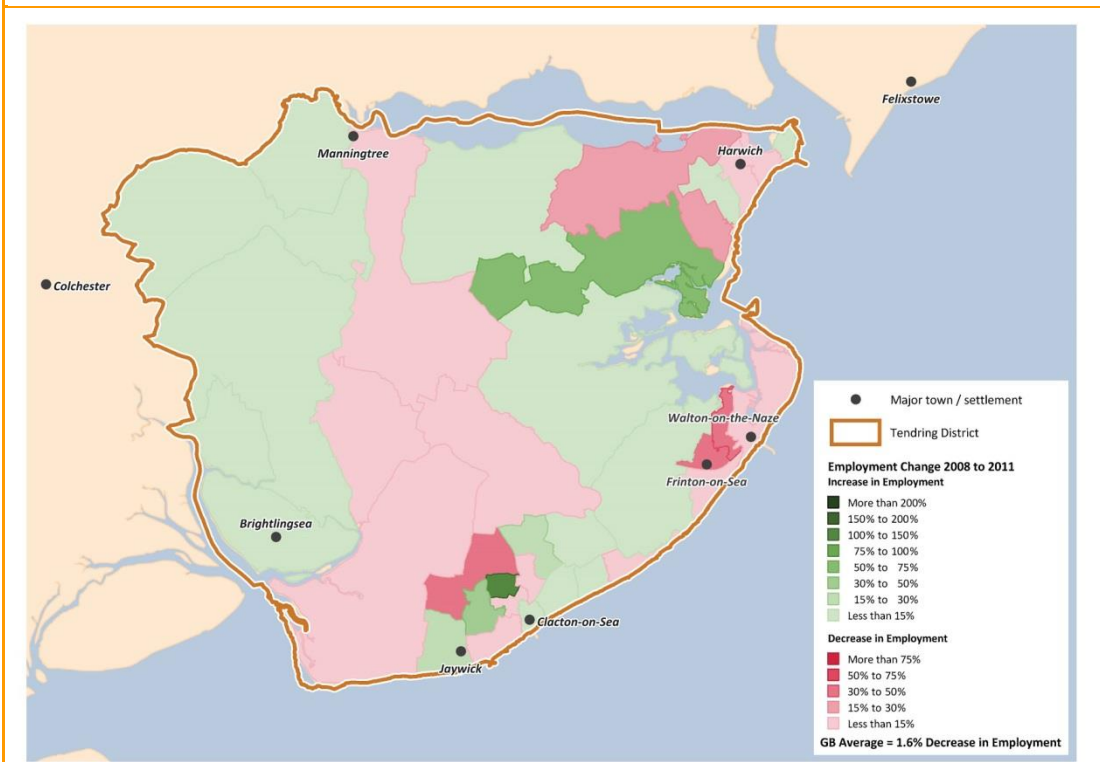 Felixstowe
Manningtree
Harwich
Colchester
Walton-on-the-Naze
Frinton-on-Sea
Brightlingsea
Clacton-on-Sea
Jaywick
Major town / settlement
Tendring District
Employment Change 2008 to 2011
Increase in Employment
More than 200%
150% to 200%
100% to 150%
75% to 100%
50% to 75%
30% to 50%
15% to 30%
Less than 15%
Decrease in Employment
More than 75%
50% to 75%
30% to 50%
15% to 30%
Less than 15%
GB Average = 1.6% Decrease in Employment